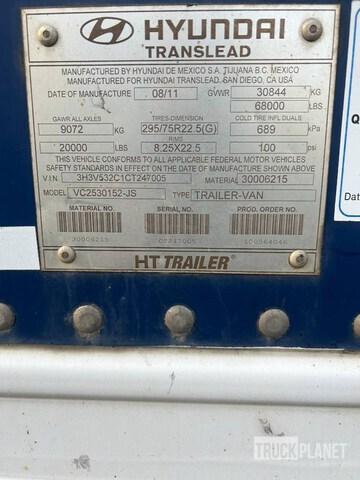 HYUNDAI
TRANSLEAD
MANUFACTURED BY HYUNDAI DE MEXICO S.A. TIJUANA B.C. MEXICO
MANUFACTURED FOR HYUNDAI TRANSLEAD. SAN DIEGO, CA USA
DATE OF MANUFACTURE 08/11 GVWR 30844 KG
68000 LBS
GAWR ALL AXLES TIRES-DIMENSION COLD TIRE INFL DUALE
9072 KG 295/75R22.5(G) 689 kPa
RIMS
20000 LBS 8.25X22.5 100 psi
THIS VEHICLE CONFORMS TO ALL APPLICABLE FEDERAL MOTOR VEHICLE
SAFETY STANDARDS IN EFFECT ON THE DATE OF MANUFACTURE SHOWN ABOVE
V.I.N. 3H3V532C1CT247005 MATERIAL 30006215
MODEL VC2530152-JS TYPE TRAILER-VAN
MATERIAL NO. SERIAL NO. PROD. ORDER NO.
30006215 CT247005 100364046
HT TRAILER
TRUCKPLANET